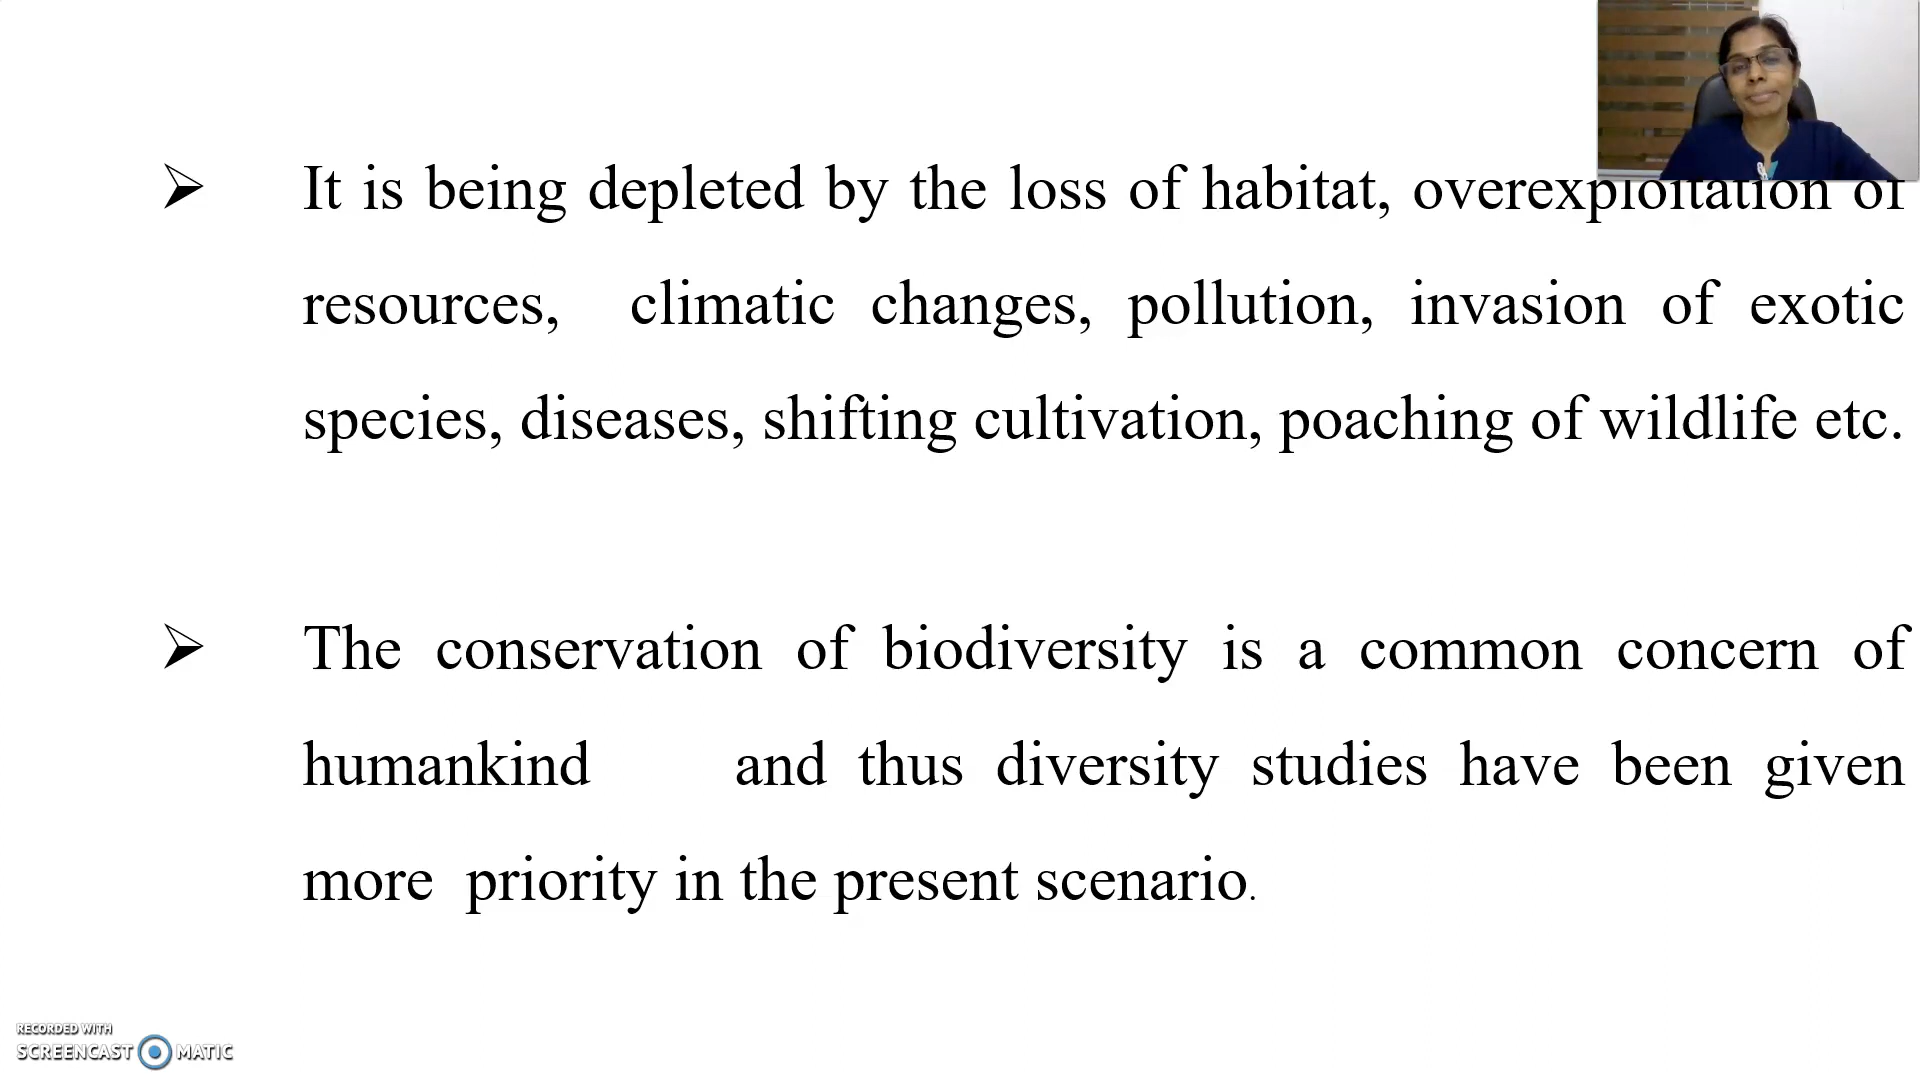 ➢ It is being depleted by the loss of habitat, overexploitation of
resources, climatic changes, pollution, invasion of exotic
species, diseases, shifting cultivation, poaching of wildlife etc.
➢ The conservation of biodiversity is a common concern of
humankind and thus diversity studies have been given
more priority in the present scenario.
RECORDED WITH
SCREENCAST MATIC